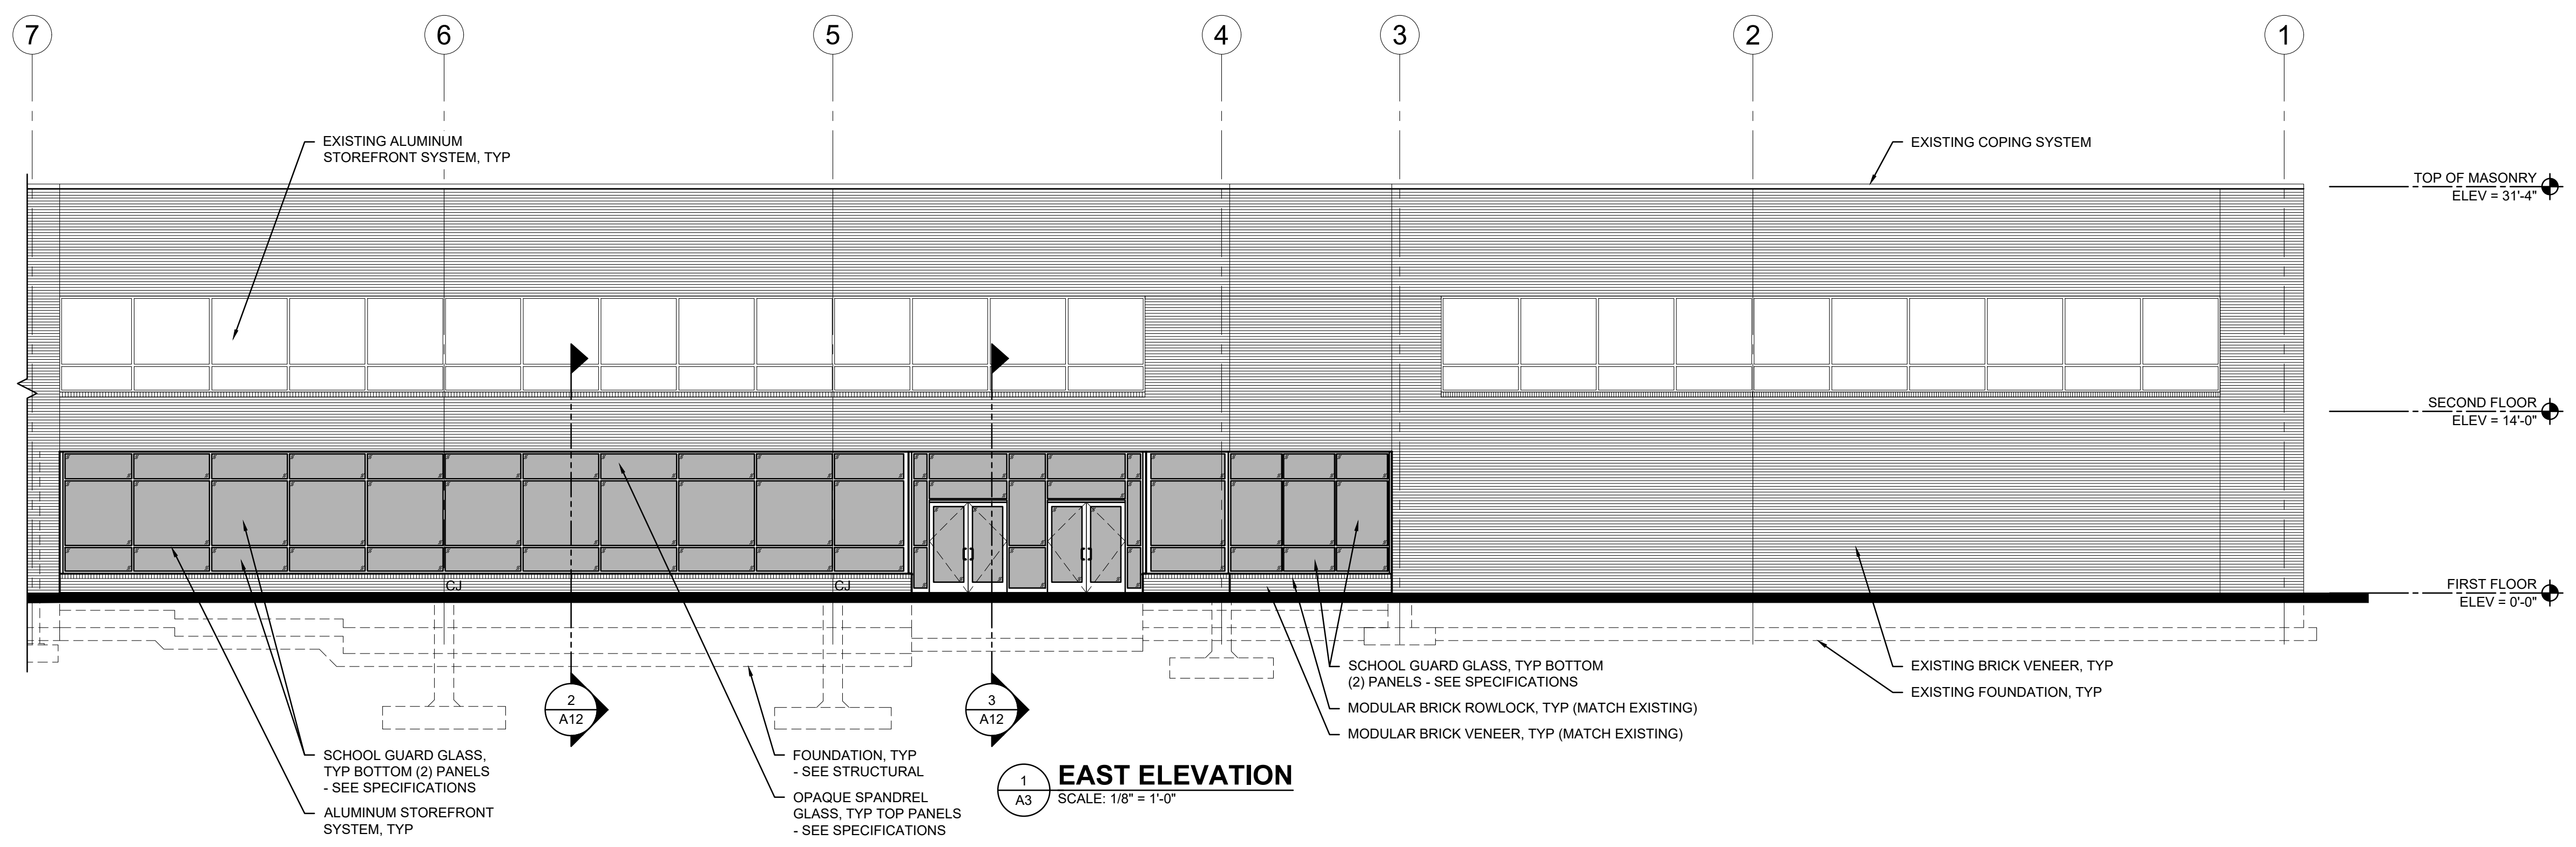 7
6
5
4
3
2
1
EXISTING ALUMINUM
STOREFRONT SYSTEM, TYP
EXISTING COPING SYSTEM
TOP OF MASONRY
ELEV = 31'-4"
SECOND FLOOR
ELEV = 14'-0"
FIRST FLOOR
ELEV = 0'-0"
CJ
CJ
2
A12
3
A12
SCHOOL GUARD GLASS, TYP BOTTOM
(2) PANELS - SEE SPECIFICATIONS
MODULAR BRICK ROWLOCK, TYP (MATCH EXISTING)
MODULAR BRICK VENEER, TYP (MATCH EXISTING)
EXISTING BRICK VENEER, TYP
EXISTING FOUNDATION, TYP
SCHOOL GUARD GLASS,
TYP BOTTOM (2) PANELS
- SEE SPECIFICATIONS
ALUMINUM STOREFRONT
SYSTEM, TYP
FOUNDATION, TYP
- SEE STRUCTURAL
OPAQUE SPANDREL
GLASS, TYP TOP PANELS
- SEE SPECIFICATIONS
1
A3
EAST ELEVATION
SCALE: 1/8" = 1'-0"